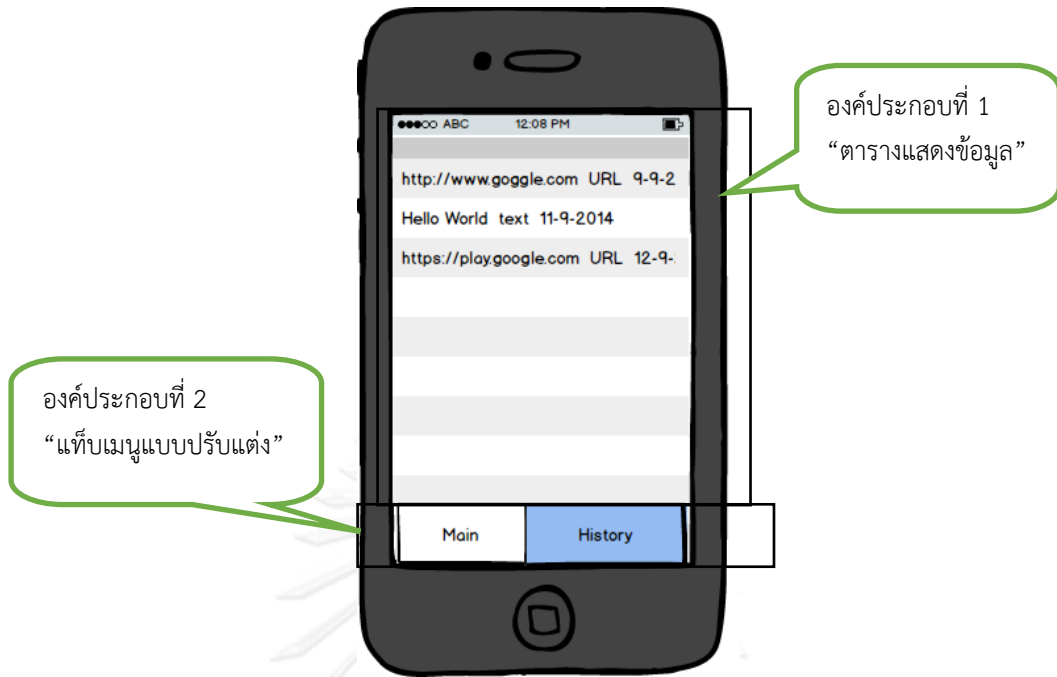 องค์ประกอบที่ 1
“ตารางแสดงข้อมูล”
ABC 12:08 PM
http://www.goggle.com URL 9-9-2
Hello World text 11-9-2014
https://play.google.com URL 12-9-
องค์ประกอบที่ 2
“แท็บเมนูแบบปรับแต่ง”
Main History